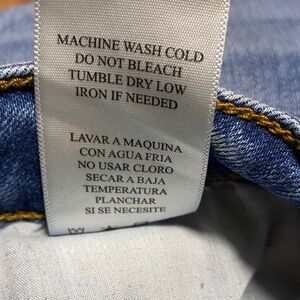 MACHINE WASH COLD
DO NOT BLEACH
TUMBLE DRY LOW
IRON IF NEEDED
LAVAR A MAQUINA
CON AGUA FRIA
NO USAR CLORO
SECAR A BAJA
TEMPERATURA
PLANCHAR
SI SE NECESITE